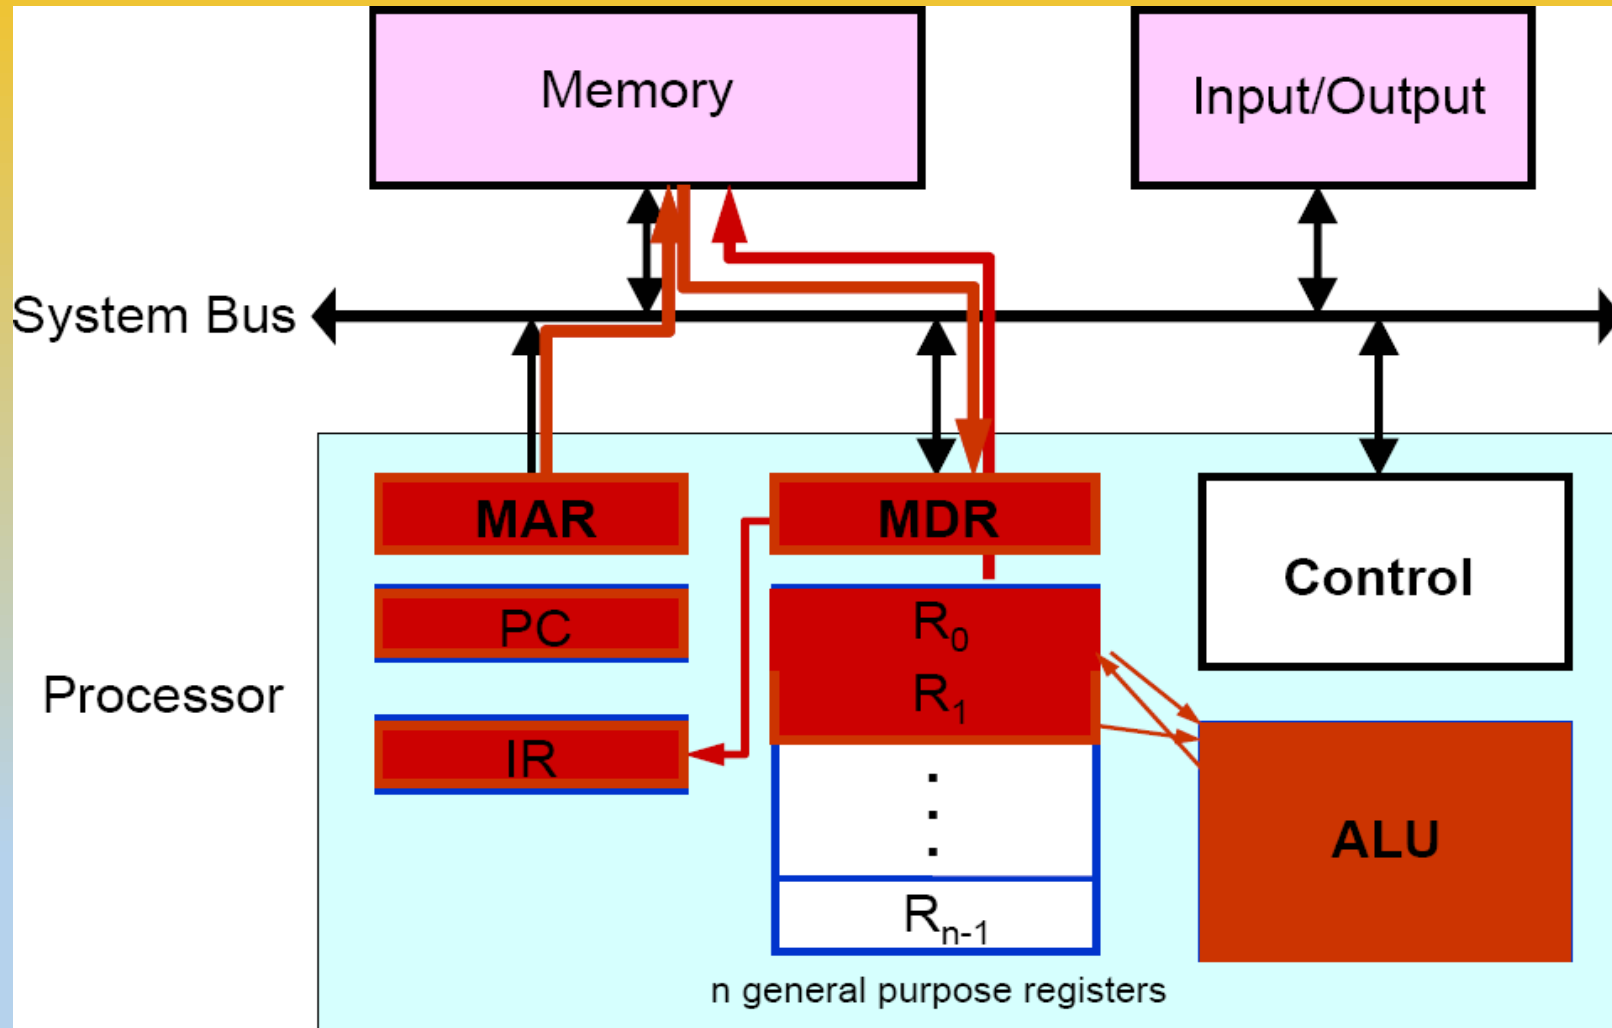 Memory
Input/Output
System Bus
MAR
MDR
Control
PC
R0
Processor
R1
IR
ALU
Rn-1
n general purpose registers